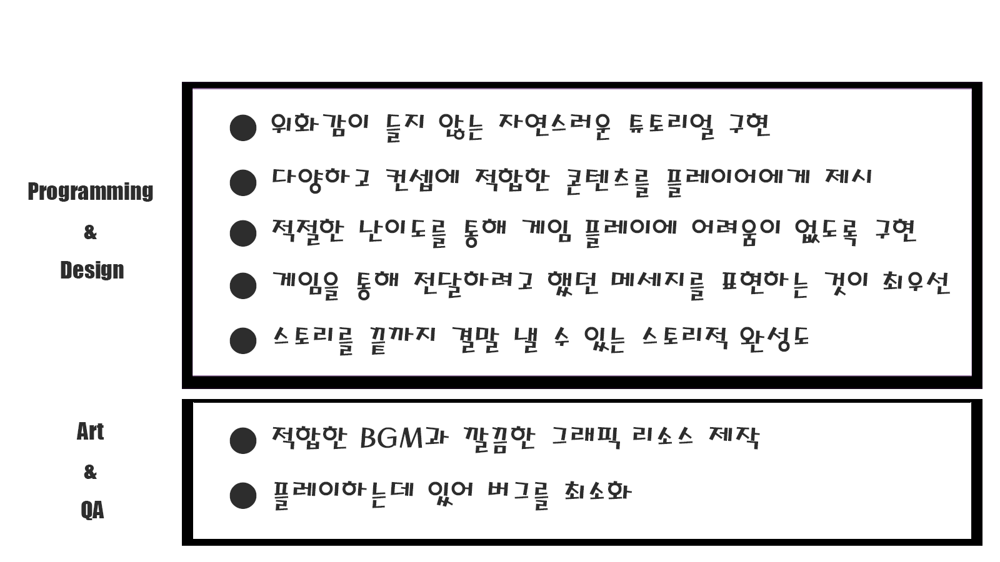 Programming
&
Design
위화감이 들지 않는 자연스러운 튜토리얼 구현
다양하고 컨셉에 적합한 콘텐츠를 플레이어에게 제시
적절한 난이도를 통해 게임 플레이에 어려움이 없도록 구현
게임을 통해 전달하려고 했던 메세지를 표현하는 것이 최우선
스토리를 끝까지 결말 낼 수 있는 스토리적 완성도
Art
&
QA
적합한 BGM과 깔끔한 그래픽 리소스 제작
플레이하는데 있어 버그를 최소화